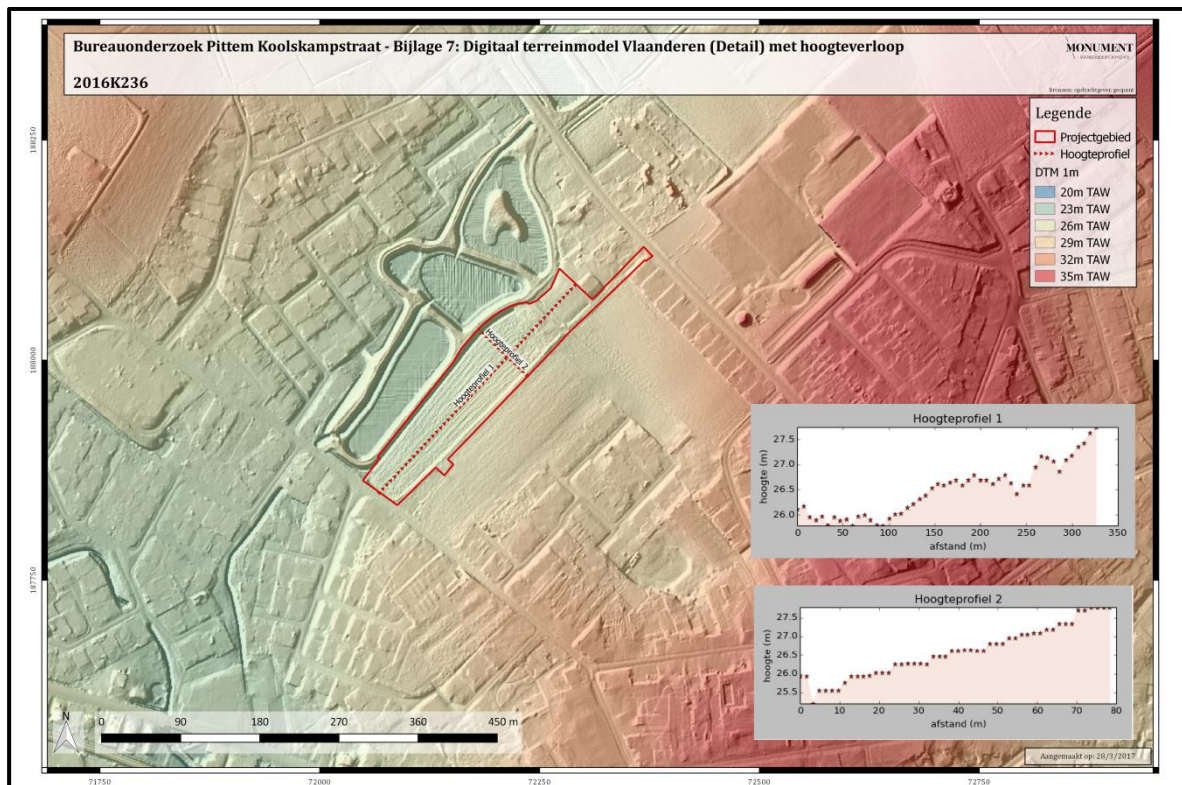 Bureauonderzoek Pittem Koolskampstraat - Bijlage 7: Digitaal terreinmodel Vlaanderen (Detail) met hoogteverloop
2016K236
MONUMENT
VANDEKERCKHOVE
Bronnen: opdrachtgever, geopunt
Legende
Projectgebied
Hoogteprofiel
DTM 1m
20m TAW
23m TAW
26m TAW
29m TAW
32m TAW
35m TAW
188250
188000
187750
Hoogteprofiel 2
Hoogteprofiel 1
Hoogteprofiel 1
hoogte (m)
27.5
27.0
26.5
26.0
0 50 100 150 200 250 300 350
afstand (m)
Hoogteprofiel 2
hoogte (m)
27.5
27.0
26.5
26.0
25.5
0 10 20 30 40 50 60 70 80
afstand (m)
N
0 90 180 270 360 450 m
Aangemaakt op: 28/3/2017
71750 72000 72250 72500 72750